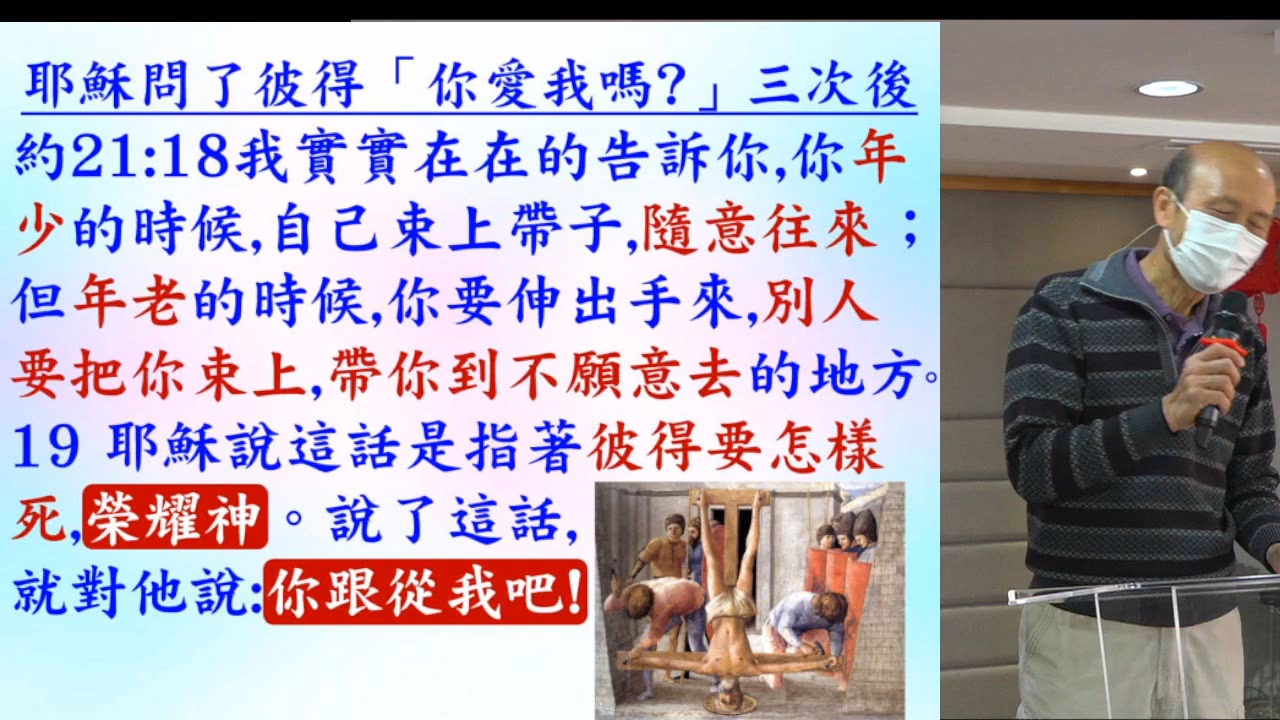 耶穌問了彼得「你愛我嗎?」三次後
約21:18我實實在在的告訴你,你年
少的時候,自己束上帶子,隨意往來；
但年老的時候,你要伸出手來,別人
要把你束上,帶你到不願意去的地方。
19 耶穌說這話是指著彼得要怎樣
死,榮耀神。說了這話,
就對他說:你跟從我吧!